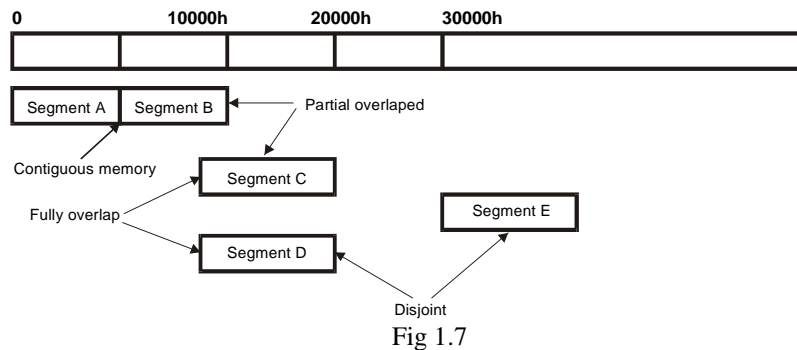 0 10000h 20000h 30000h
Segment A Segment B Partial overlaped
Contiguous memory
Segment C
Fully overlap
Segment E
Segment D
Disjoint
Fig 1.7